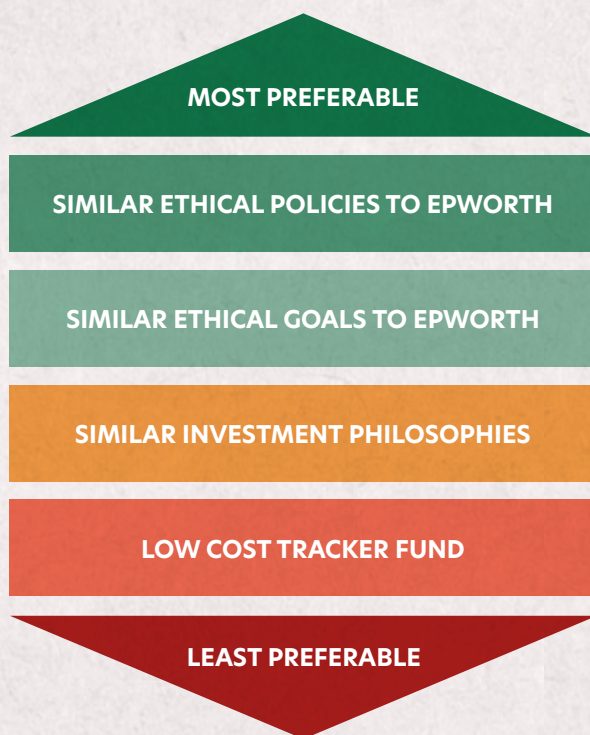 MOST PREFERABLE
SIMILAR ETHICAL POLICIES TO EPWORTH
SIMILAR ETHICAL GOALS TO EPWORTH
SIMILAR INVESTMENT PHILOSOPHIES
LOW COST TRACKER FUND
LEAST PREFERABLE